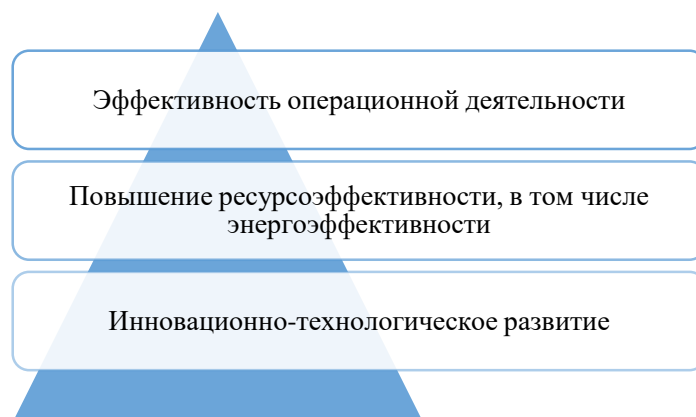 Эффективность операционной деятельности
Повышение ресурсоэффективности, в том числе
энергоэффективности
Инновационно-технологическое развитие